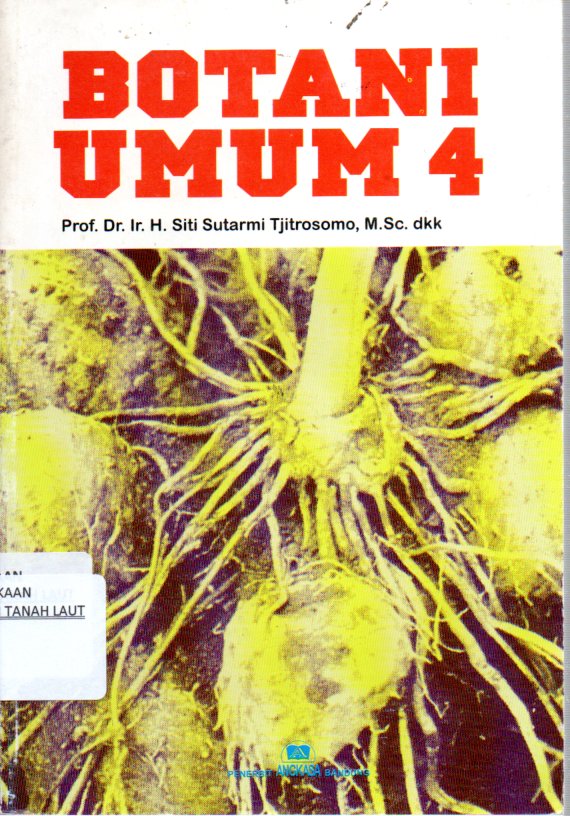 BOTANI
UMUM 4
Prof. Dr. Ir. H. Siti Sutarmi Tjitrosomo, M.Sc. dkk
KAAN
TANAH LAUT
PENERBIT ANGKASA BANDUNG